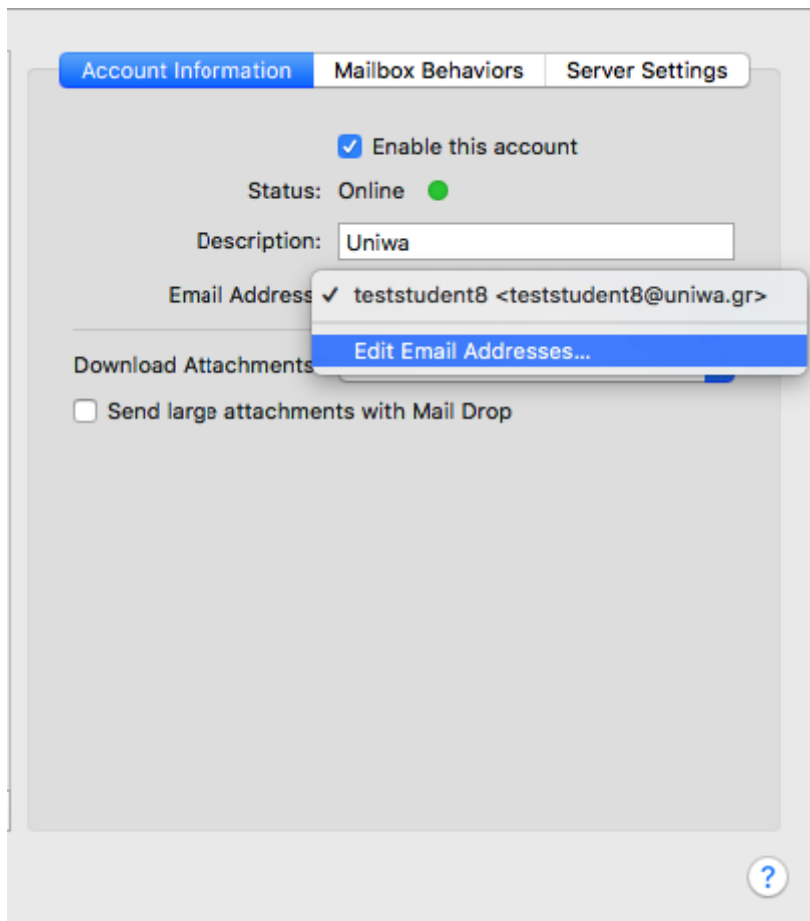 Account Information Mailbox Behaviors Server Settings
Enable this account
Status: Online
Description: Uniwa
Email Address ✓ teststudent8 <teststudent8@uniwa.gr>
Edit Email Addresses...
Download Attachments
Send large attachments with Mail Drop
?